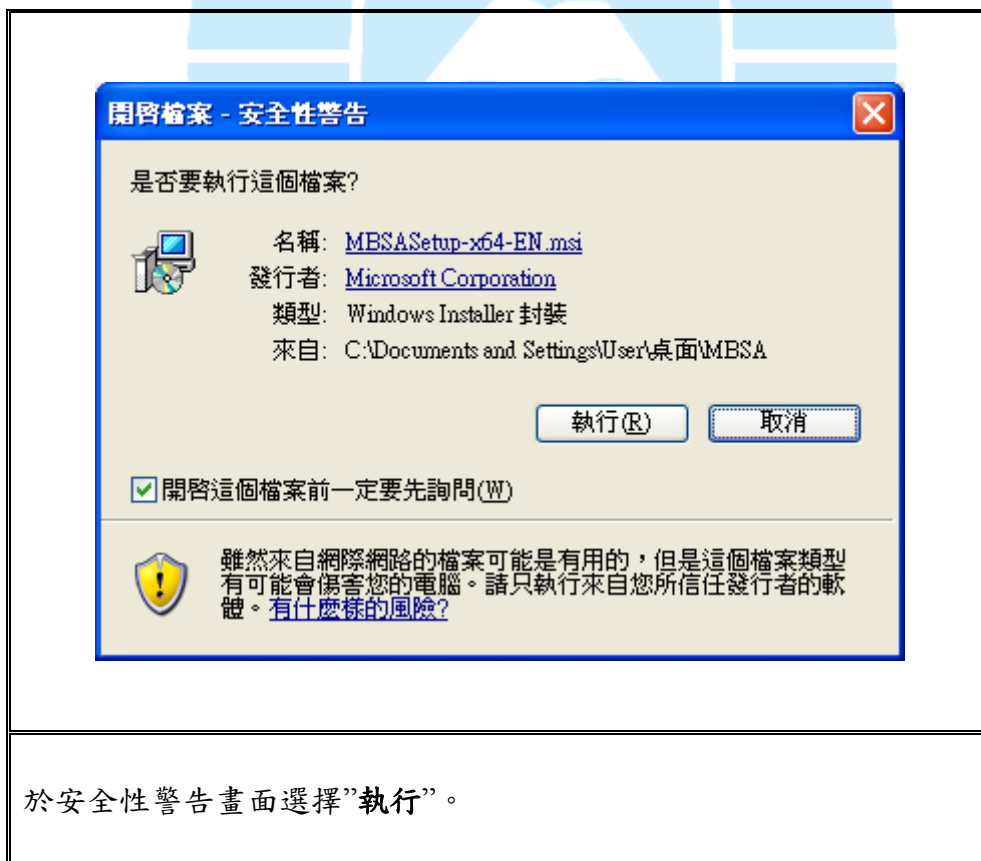 開啓檔案 - 安全性警告
是否要執行這個檔案?
名稱: MBSASetup-x64-EN.msi
發行者: Microsoft Corporation
類型: Windows Installer 封裝
來自: C:\Documents and Settings\User\桌面\MBSA
執行(R) 取消
開啓這個檔案前一定要先詢問(W)
雖然來自網際網路的檔案可能是有用的，但是這個檔案類型
有可能會傷害您的電腦。請只執行來自您所信任發行者的軟
體。有什麼樣的風險?
於安全性警告畫面選擇”執行”。